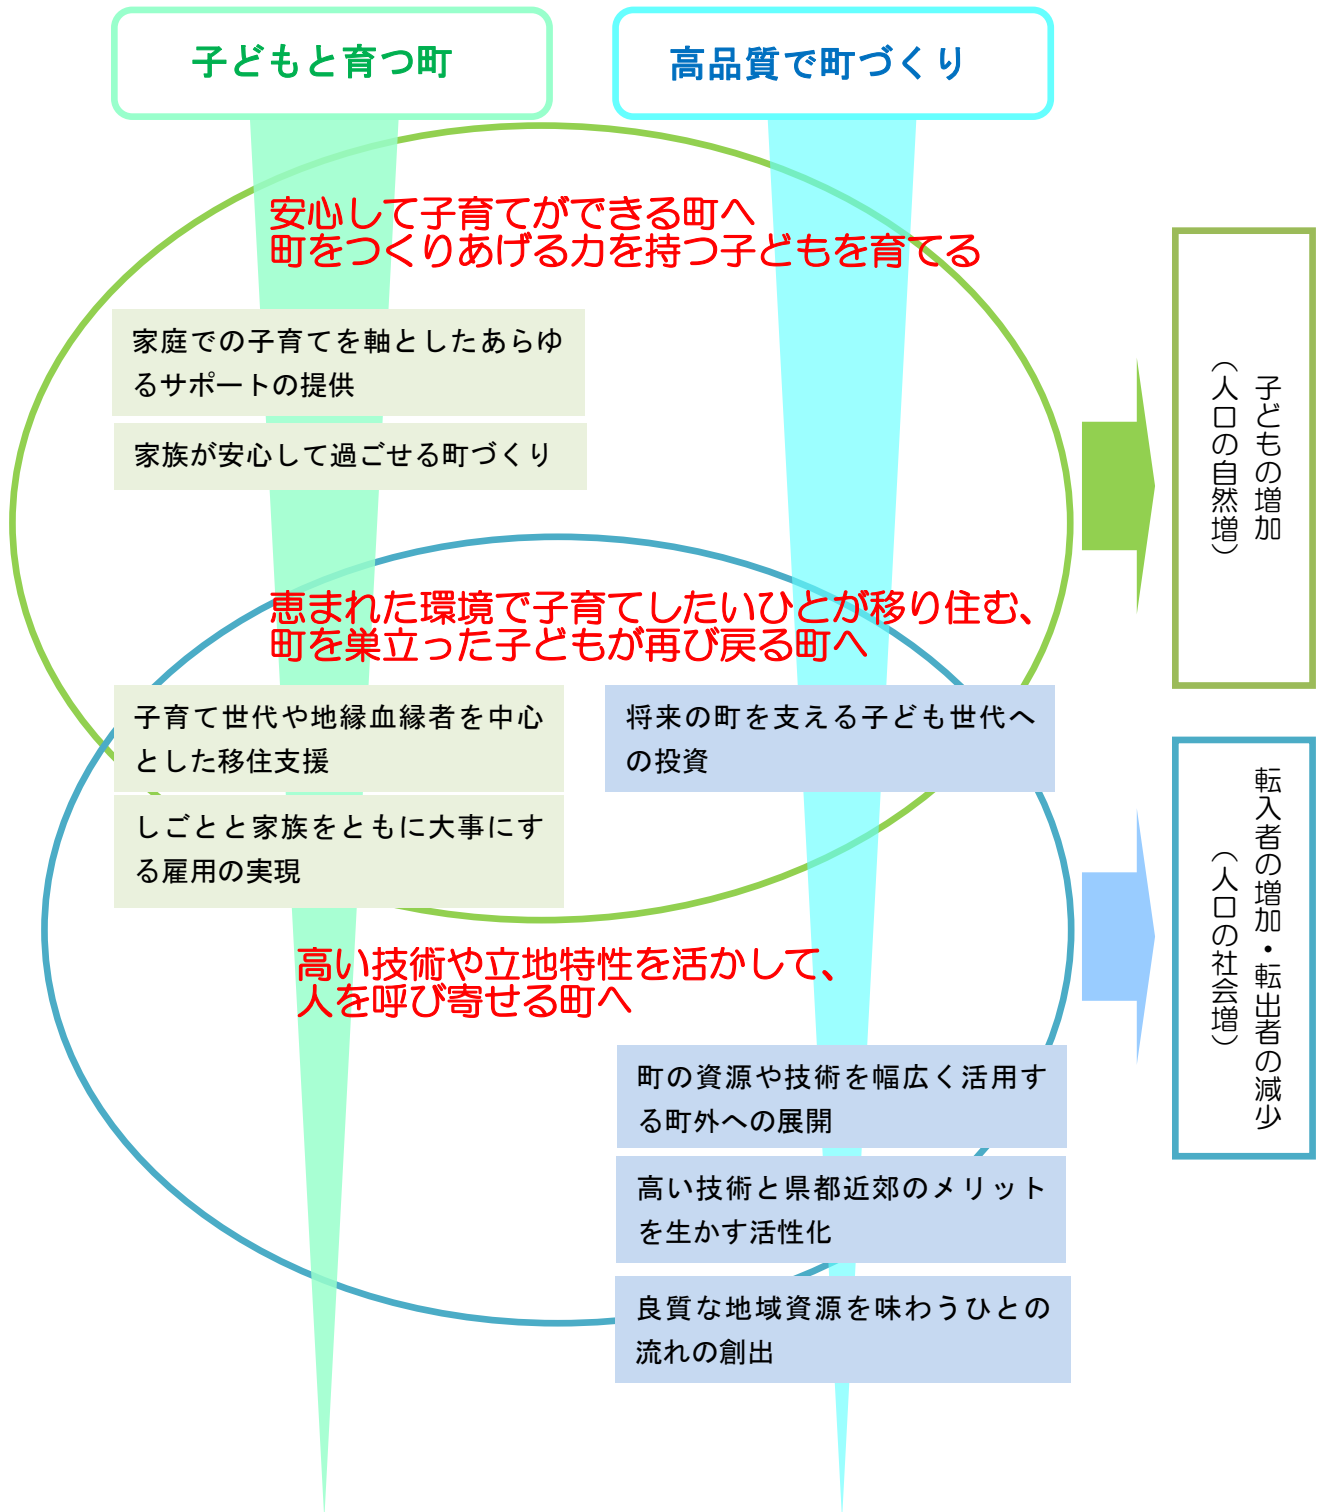 子どもと育つ町
高品質で町づくり
安心して子育てができる町へ
町をつくりあげる力を持つ子どもを育てる
家庭での子育てを軸としたあらゆ
るサポートの提供
家族が安心して過ごせる町づくり
子どもの増加
（人口の自然増）
恵まれた環境で子育てしたいひとが移り住む、
町を巣立った子どもが再び戻る町へ
子育て世代や地縁血縁者を中心
とした移住支援
将来の町を支える子ども世代へ
の投資
しごとと家族をともに大事にす
る雇用の実現
転入者の増加・転出者の減少
（人口の社会増）
高い技術や立地特性を活かして、
人を呼び寄せる町へ
町の資源や技術を幅広く活用す
る町外への展開
高い技術と県都近郊のメリット
を生かす活性化
良質な地域資源を味わうひとの
流れの創出